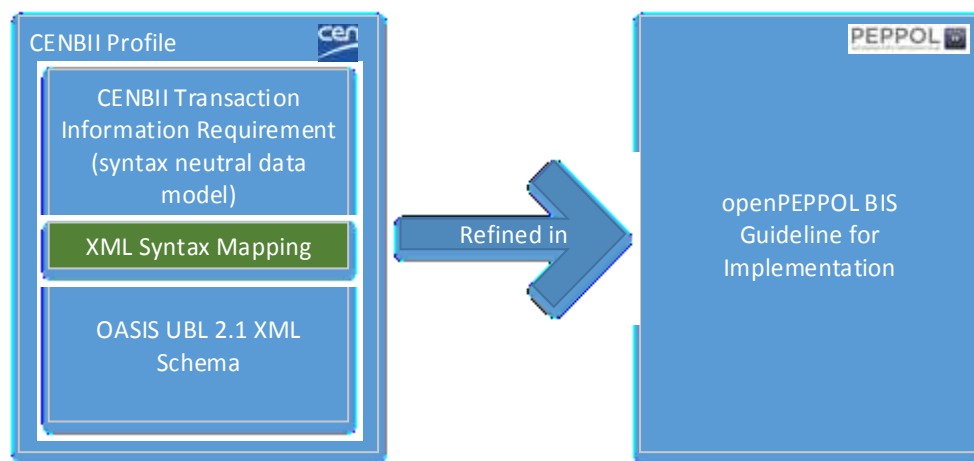 CENBII Profile
cen
CENBII Transaction
Information Requirement
(syntax neutral data
model)
XML Syntax Mapping
OASIS UBL 2.1 XML
Schema
Refined in
PEPPOL
openPEPPOL BIS
Guideline for
Implementation